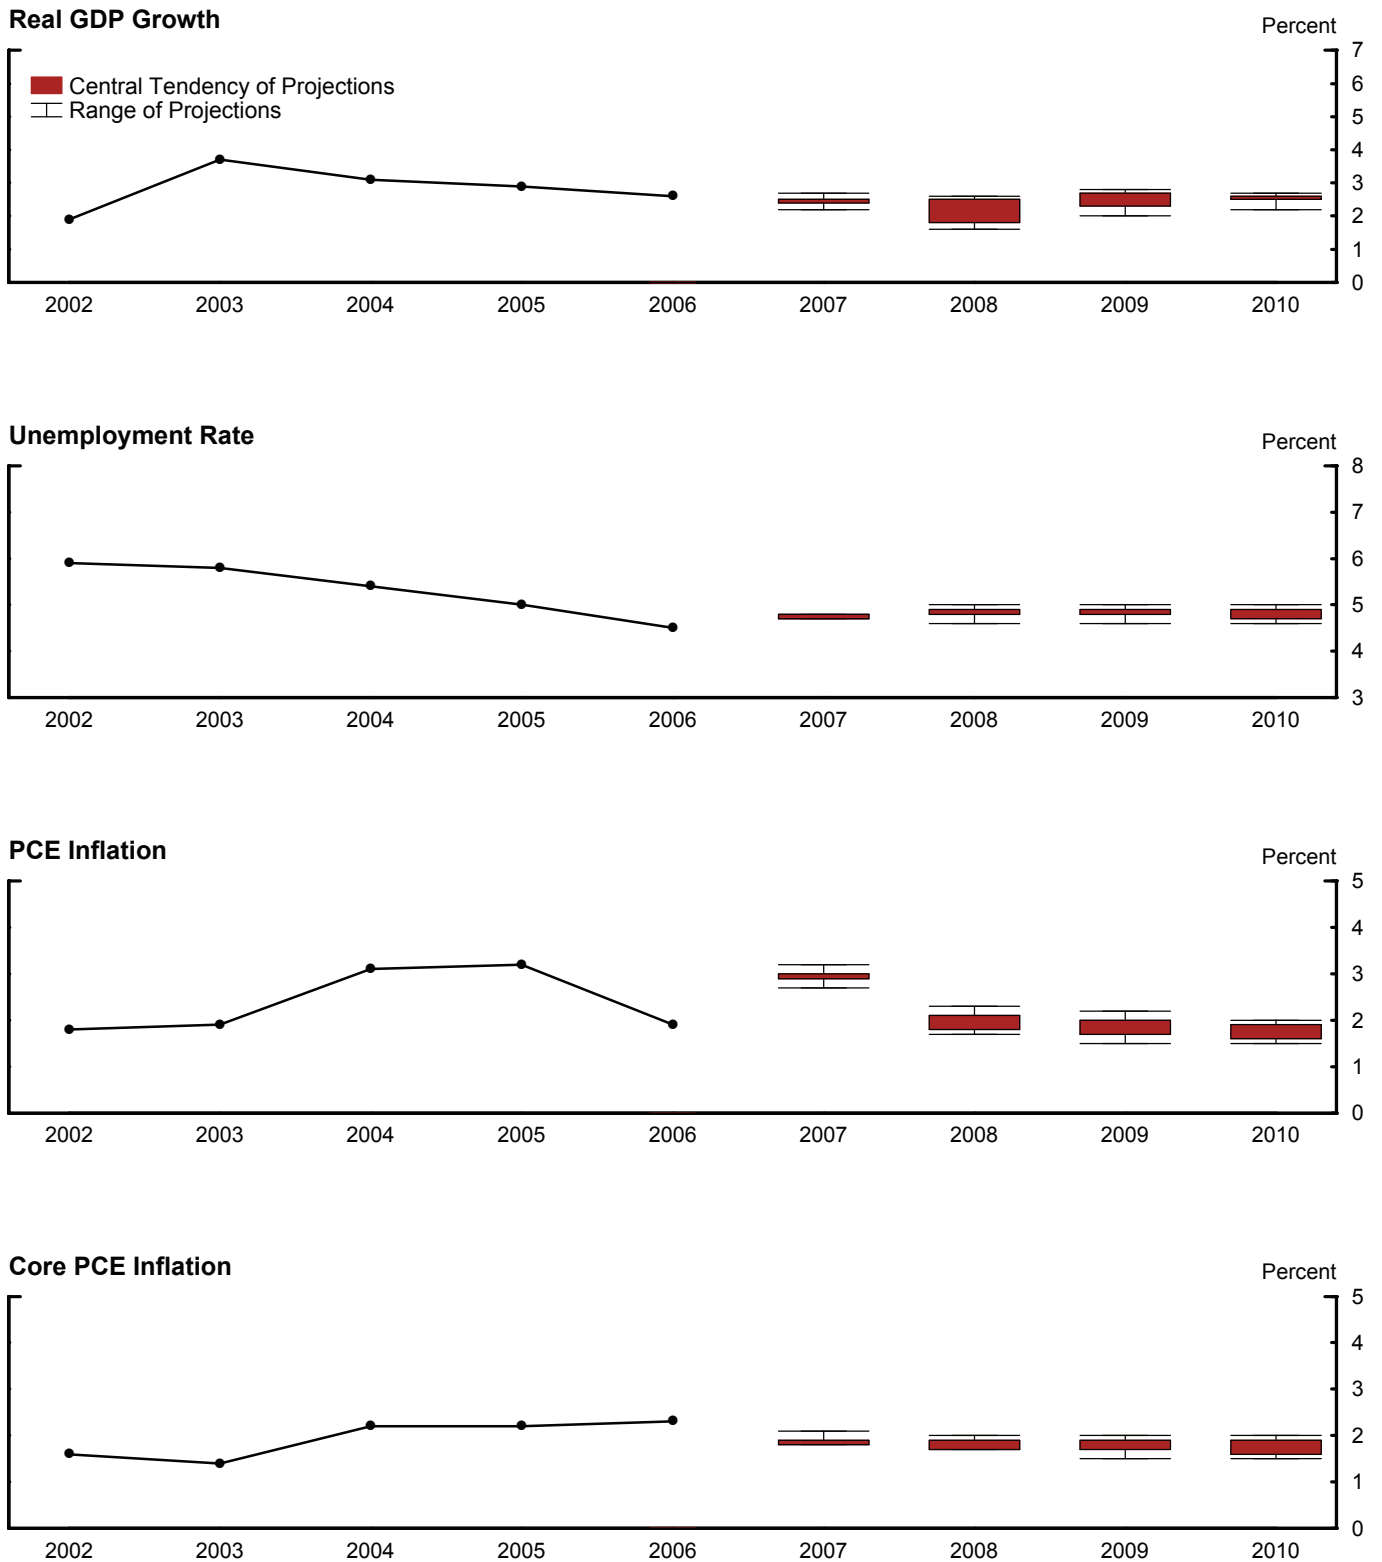 Real GDP Growth
Percent
Central Tendency of Projections
Range of Projections
7
6
5
4
3
2
1
0
2002 2003 2004 2005 2006 2007 2008 2009 2010
Unemployment Rate
Percent
8
7
6
5
4
3
2002 2003 2004 2005 2006 2007 2008 2009 2010
PCE Inflation
Percent
5
4
3
2
1
0
2002 2003 2004 2005 2006 2007 2008 2009 2010
Core PCE Inflation
Percent
5
4
3
2
1
0
2002 2003 2004 2005 2006 2007 2008 2009 2010